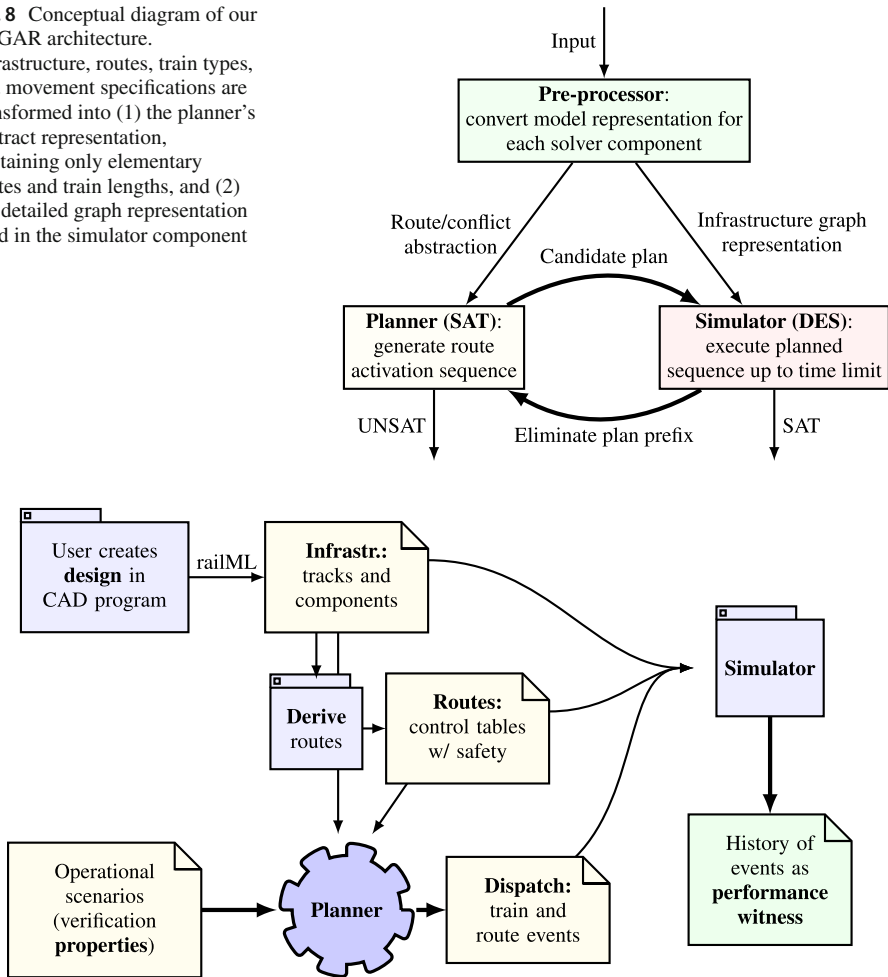 8 Conceptual diagram of our
GAR architecture.
rastructure, routes, train types,
movement specifications are
nsformed into (1) the planner's
tract representation,
taining only elementary
tes and train lengths, and (2)
detailed graph representation
d in the simulator component
Input
Pre-processor:
convert model representation for
each solver component
Route/conflict
abstraction
Infrastructure graph
representation
Candidate plan
Planner (SAT):
generate route
activation sequence
Simulator (DES):
execute planned
sequence up to time limit
UNSAT
Eliminate plan prefix
SAT
User creates
design in
CAD program
railML
Infrastr.:
tracks and
components
Derive
routes
Routes:
control tables
w/ safety
Simulator
Operational
scenarios
(verification
properties)
Planner
Dispatch:
train and
route events
History of
events as
performance
witness